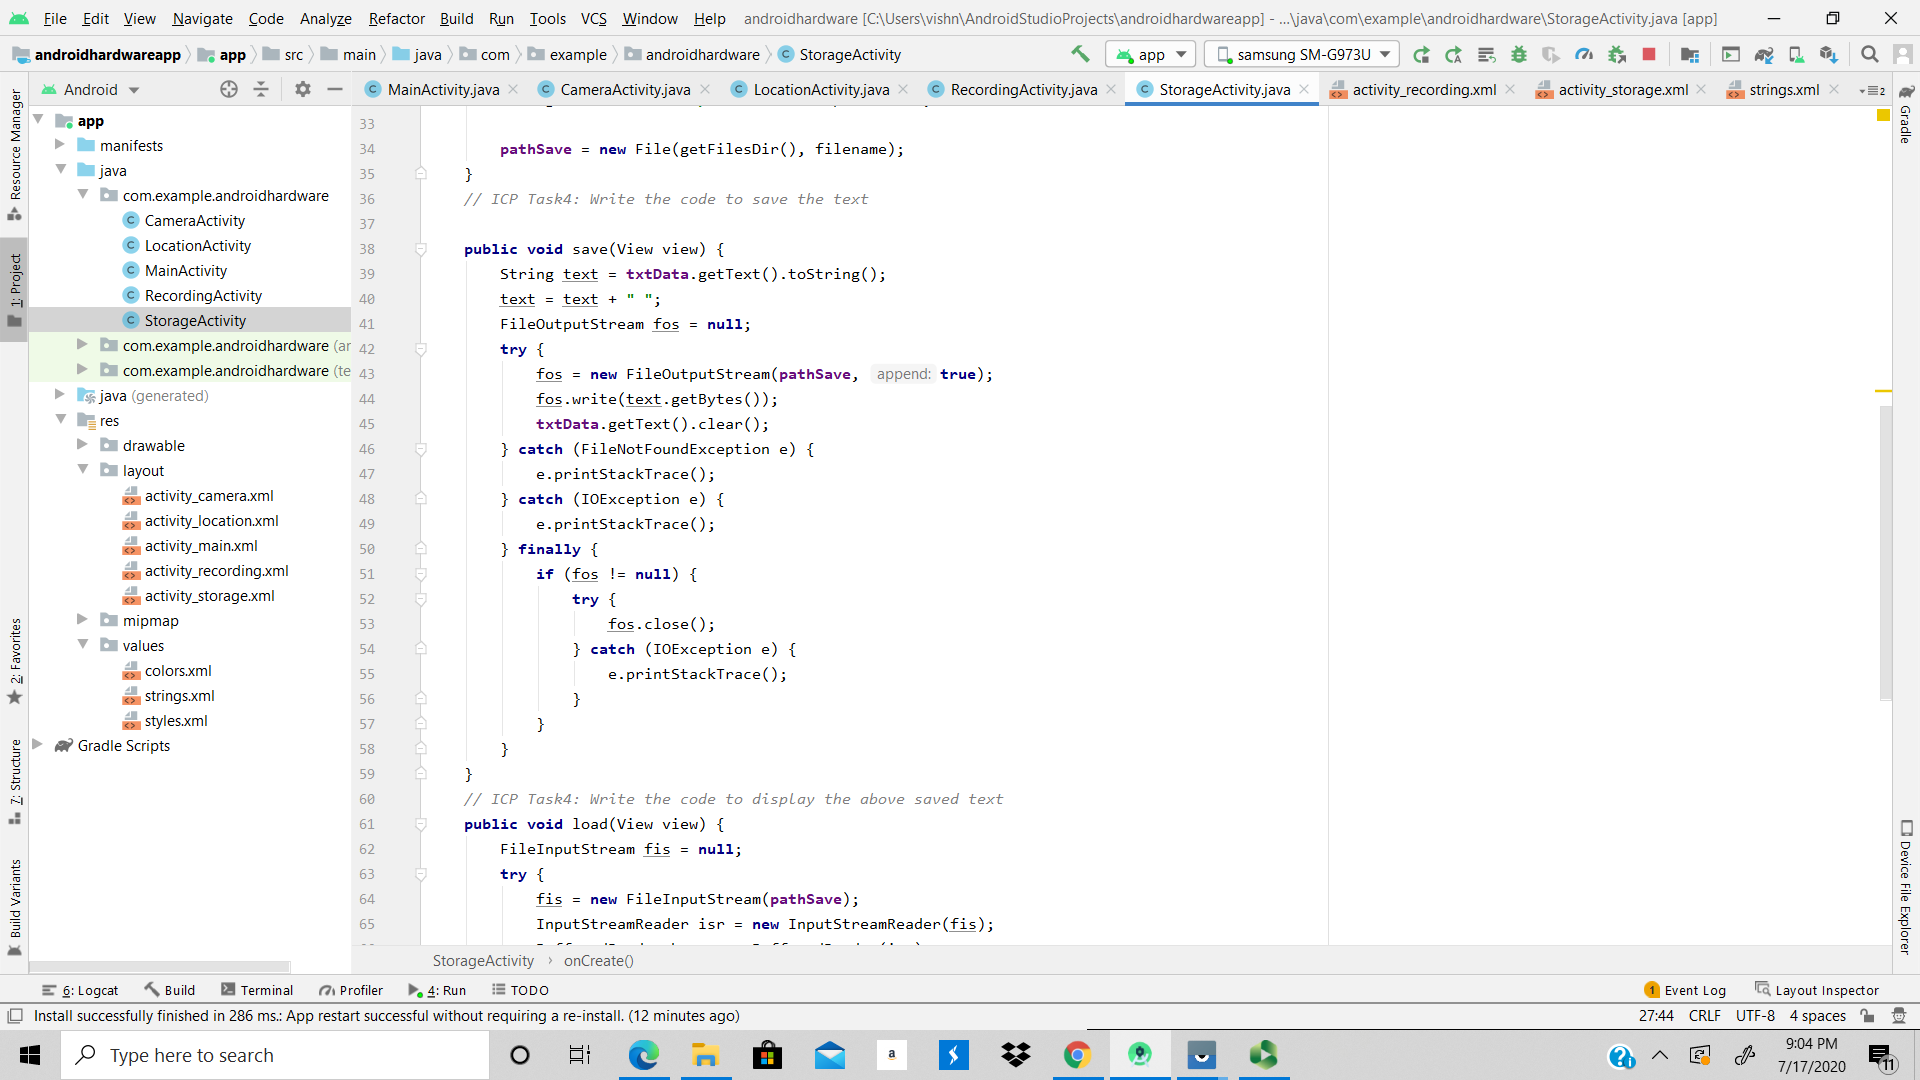 File Edit View Navigate Code Analyze Refactor Build Run Tools VCS Window Help androidhardware [C:\Users\vishn\AndroidStudioProjects\androidhardwareapp] - ...\java\com\example\androidhardware\StorageActivity.java [app]
androidhardwareapp app src main java com example androidhardware StorageActivity app samsung SM-G973U
Android MainActivity.java CameraActivity.java LocationActivity.java RecordingActivity.java StorageActivity.java activity_recording.xml activity_storage.xml strings.xml 2
Resource Manager
1: Project
2: Favorites
7: Structure
Build Variants
app
manifests
java
com.example.androidhardware
CameraActivity
LocationActivity
MainActivity
RecordingActivity
StorageActivity
com.example.androidhardware (ar
com.example.androidhardware (te
java (generated)
res
drawable
layout
activity_camera.xml
activity_location.xml
activity_main.xml
activity_recording.xml
activity_storage.xml
mipmap
values
colors.xml
strings.xml
styles.xml
Gradle Scripts
33
34 pathSave = new File(getFilesDir(), filename);
35 }
36 // ICP Task4: Write the code to save the text
37
38 public void save(View view) {
39 String text = txtData.getText().toString();
40 text = text + " ";
41 FileOutputStream fos = null;
42 try {
43 fos = new FileOutputStream(pathSave, append: true);
44 fos.write(text.getBytes());
45 txtData.getText().clear();
46 } catch (FileNotFoundException e) {
47 e.printStackTrace();
48 } catch (IOException e) {
49 e.printStackTrace();
50 } finally {
51 if (fos != null) {
52 try {
53 fos.close();
54 } catch (IOException e) {
55 e.printStackTrace();
56 }
57 }
58 }
59 }
60 // ICP Task4: Write the code to display the above saved text
61 public void load(View view) {
62 FileInputStream fis = null;
63 try {
64 fis = new FileInputStream(pathSave);
65 InputStreamReader isr = new InputStreamReader(fis);
StorageActivity › onCreate()
Gradle
Device File Explorer
6: Logcat Build Terminal Profiler 4: Run TODO 1 Event Log Layout Inspector
Install successfully finished in 286 ms.: App restart successful without requiring a re-install. (12 minutes ago) 27:44 CRLF UTF-8 4 spaces
Type here to search
a
9:04 PM
7/17/2020
11